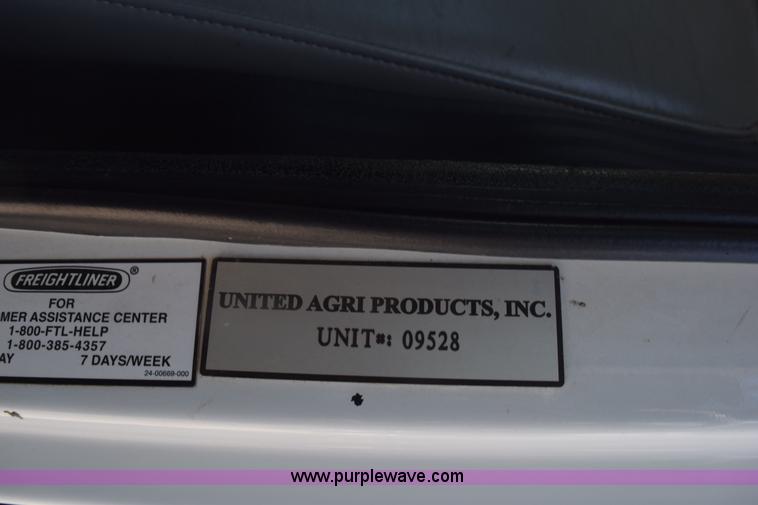 FREIGHTLINER®
FOR
MER ASSISTANCE CENTER
1-800-FTL-HELP
1-800-385-4357
AY 7 DAYS/WEEK
24-00669-000
UNITED AGRI PRODUCTS, INC.
UNIT#: 09528
www.purplewave.com